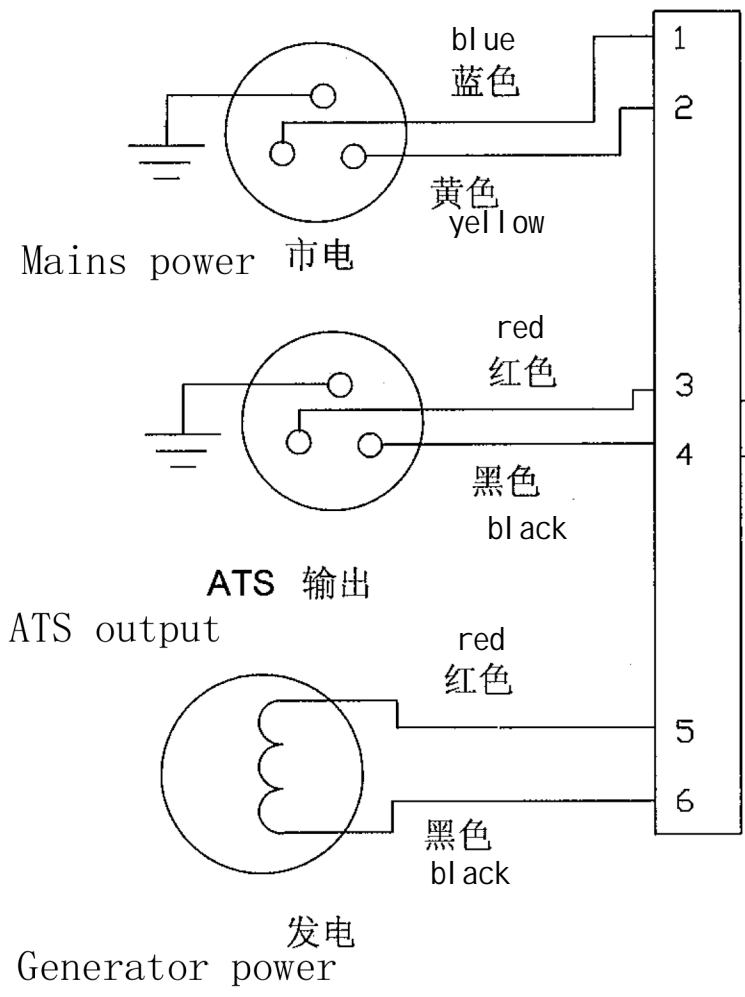 blue
蓝色
1
2
黄色
yellow
Mains power 市电
red
红色
3
4
黑色
black
ATS 输出
ATS output
red
红色
5
6
黑色
black
发电
Generator power